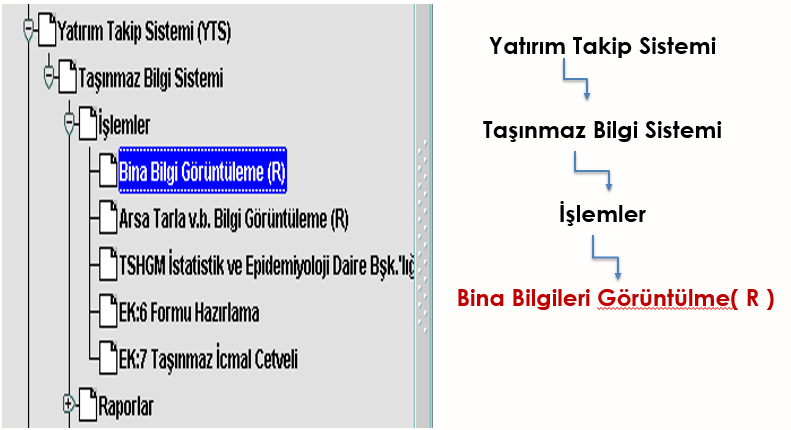 Yatırım Takip Sistemi (YTS)
Taşınmaz Bilgi Sistemi
İşlemler
Bina Bilgi Görüntüleme (R)
Arsa Tarla v.b. Bilgi Görüntüleme (R)
TSHGM İstatistik ve Epidemiyoloji Daire Bşk.'lığ
EK:6 Formu Hazırlama
EK:7 Taşınmaz İcmal Cetveli
Raporlar
Yatırım Takip Sistemi
Taşınmaz Bilgi Sistemi
İşlemler
Bina Bilgileri Görüntülme( R )